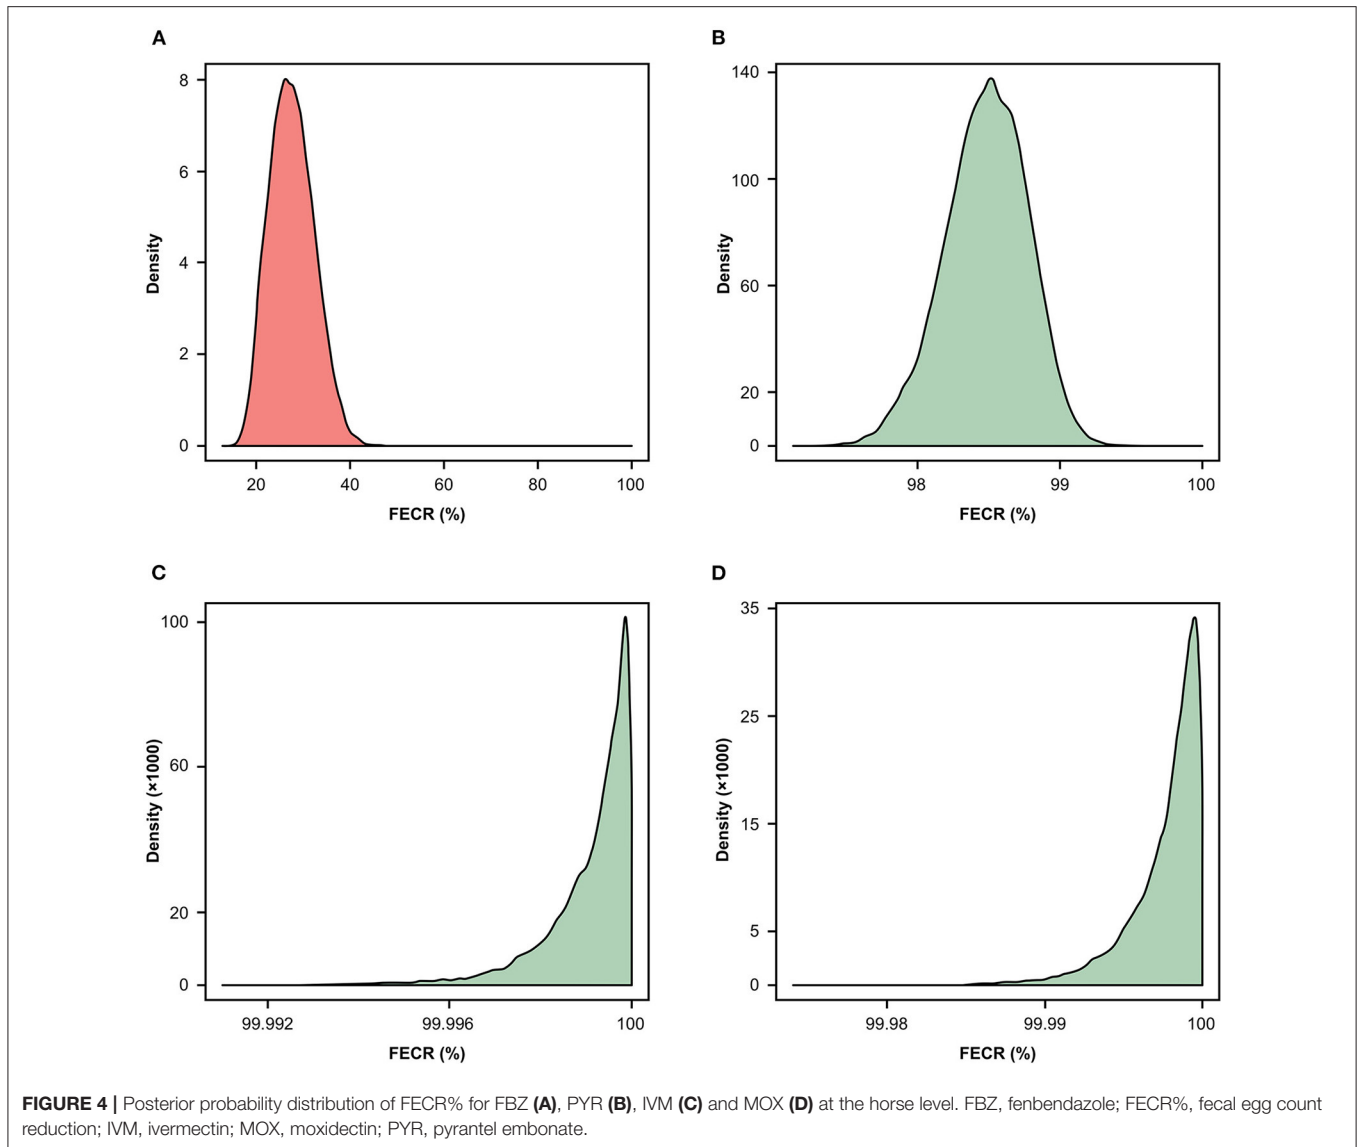 A
B
8
6
4
2
0
Density
20 40 60 80 100
FECR (%)
140
100
60
20
0
Density
98 99 100
FECR (%)
C
D
100
60
20
0
Density (×1000)
99.992 99.996 100
FECR (%)
35
25
15
5
0
Density (×1000)
99.98 99.99 100
FECR (%)
FIGURE 4 | Posterior probability distribution of FECR% for FBZ (A), PYR (B), IVM (C) and MOX (D) at the horse level. FBZ, fenbendazole; FECR%, fecal egg count
reduction; IVM, ivermectin; MOX, moxidectin; PYR, pyrantel embonate.